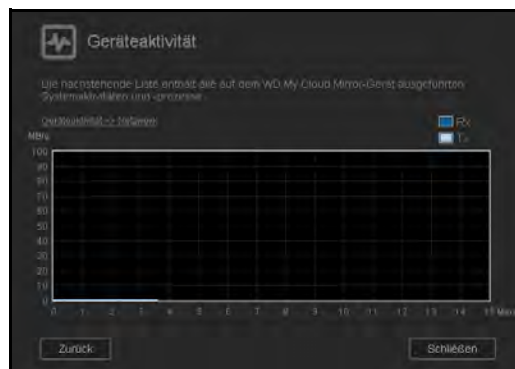 Geräteaktivität
Die nachstehende Liste enthält die auf dem WD My Cloud Mirror-Gerät ausgeführten
Systemaktivitäten und -prozesse.
Geräteaktivität -> Netzwerk
Rx
Tx
MB/s
100
90
80
70
60
50
40
30
20
10
0
0 1 2 3 4 5 6 7 8 9 10 11 12 13 14 15
Zurück
Schließen